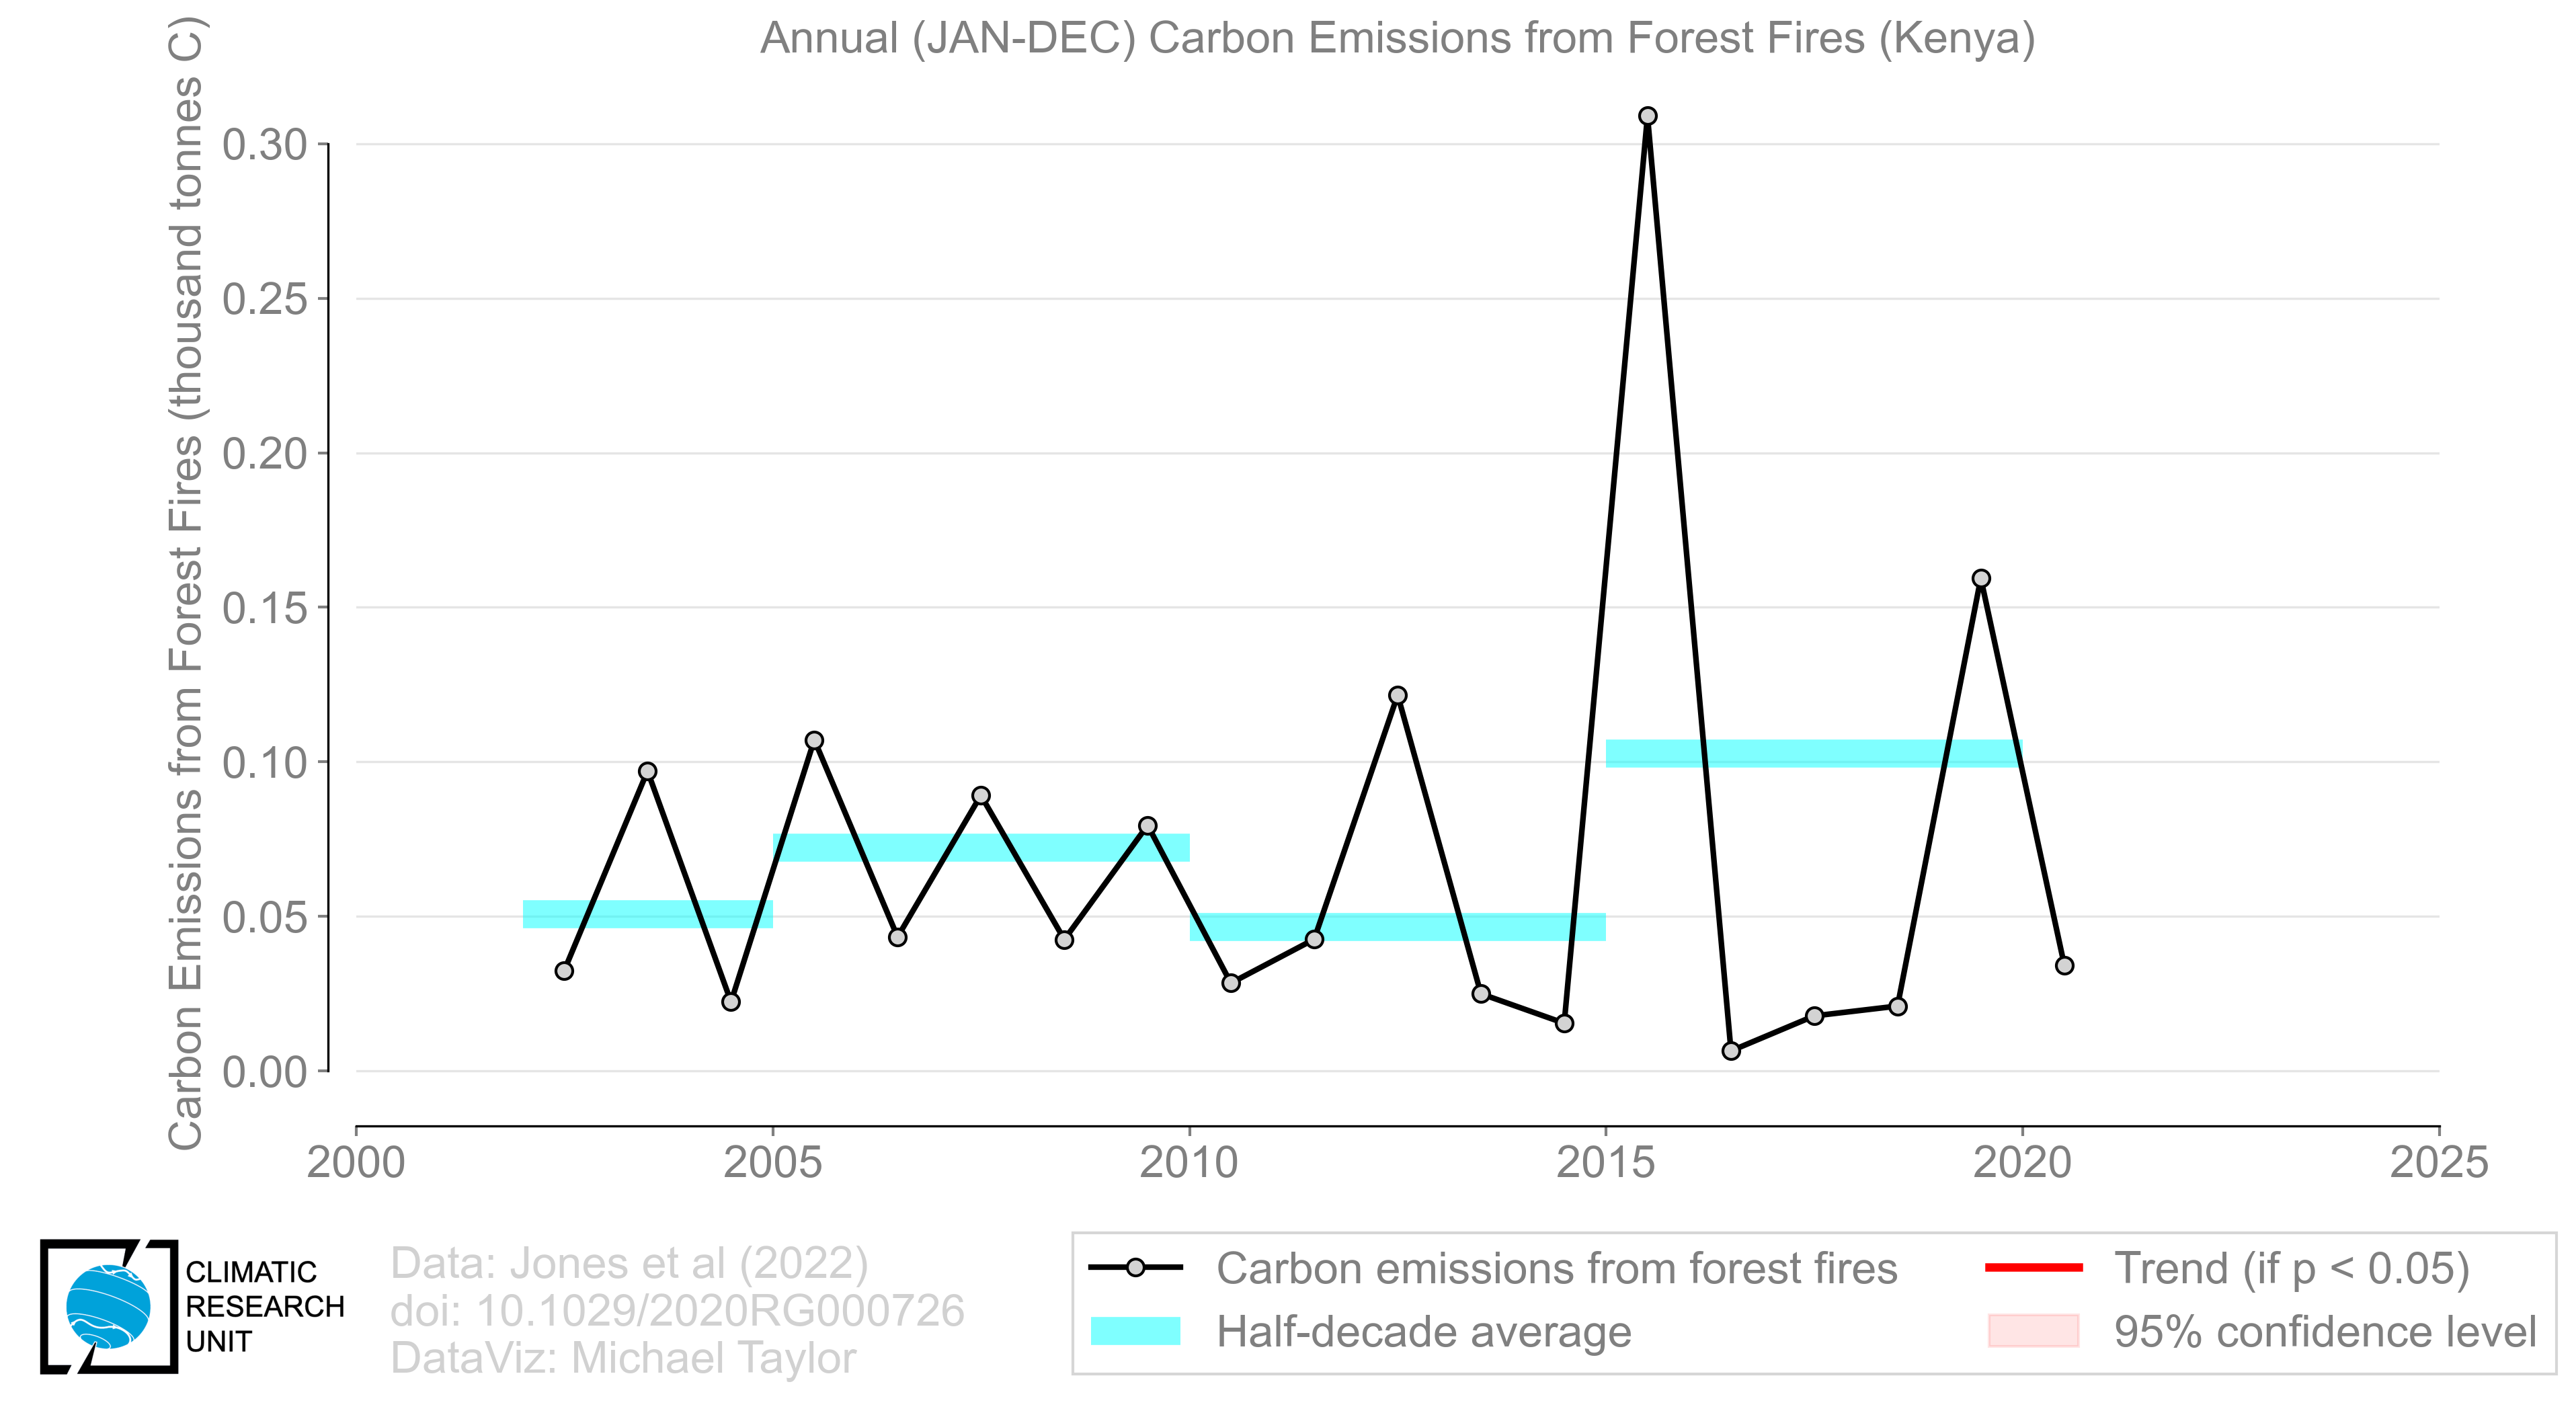 Annual (JAN-DEC) Carbon Emissions from Forest Fires (Kenya)
Carbon Emissions from Forest Fires (thousand tonnes C)
0.30
0.25
0.20
0.15
0.10
0.05
0.00
2000 2005 2010 2015 2020 2025
CLIMATIC
RESEARCH
UNIT
Data: Jones et al (2022)
doi: 10.1029/2020RG000726
DataViz: Michael Taylor
Carbon emissions from forest fires
Half-decade average
Trend (if p < 0.05)
95% confidence level